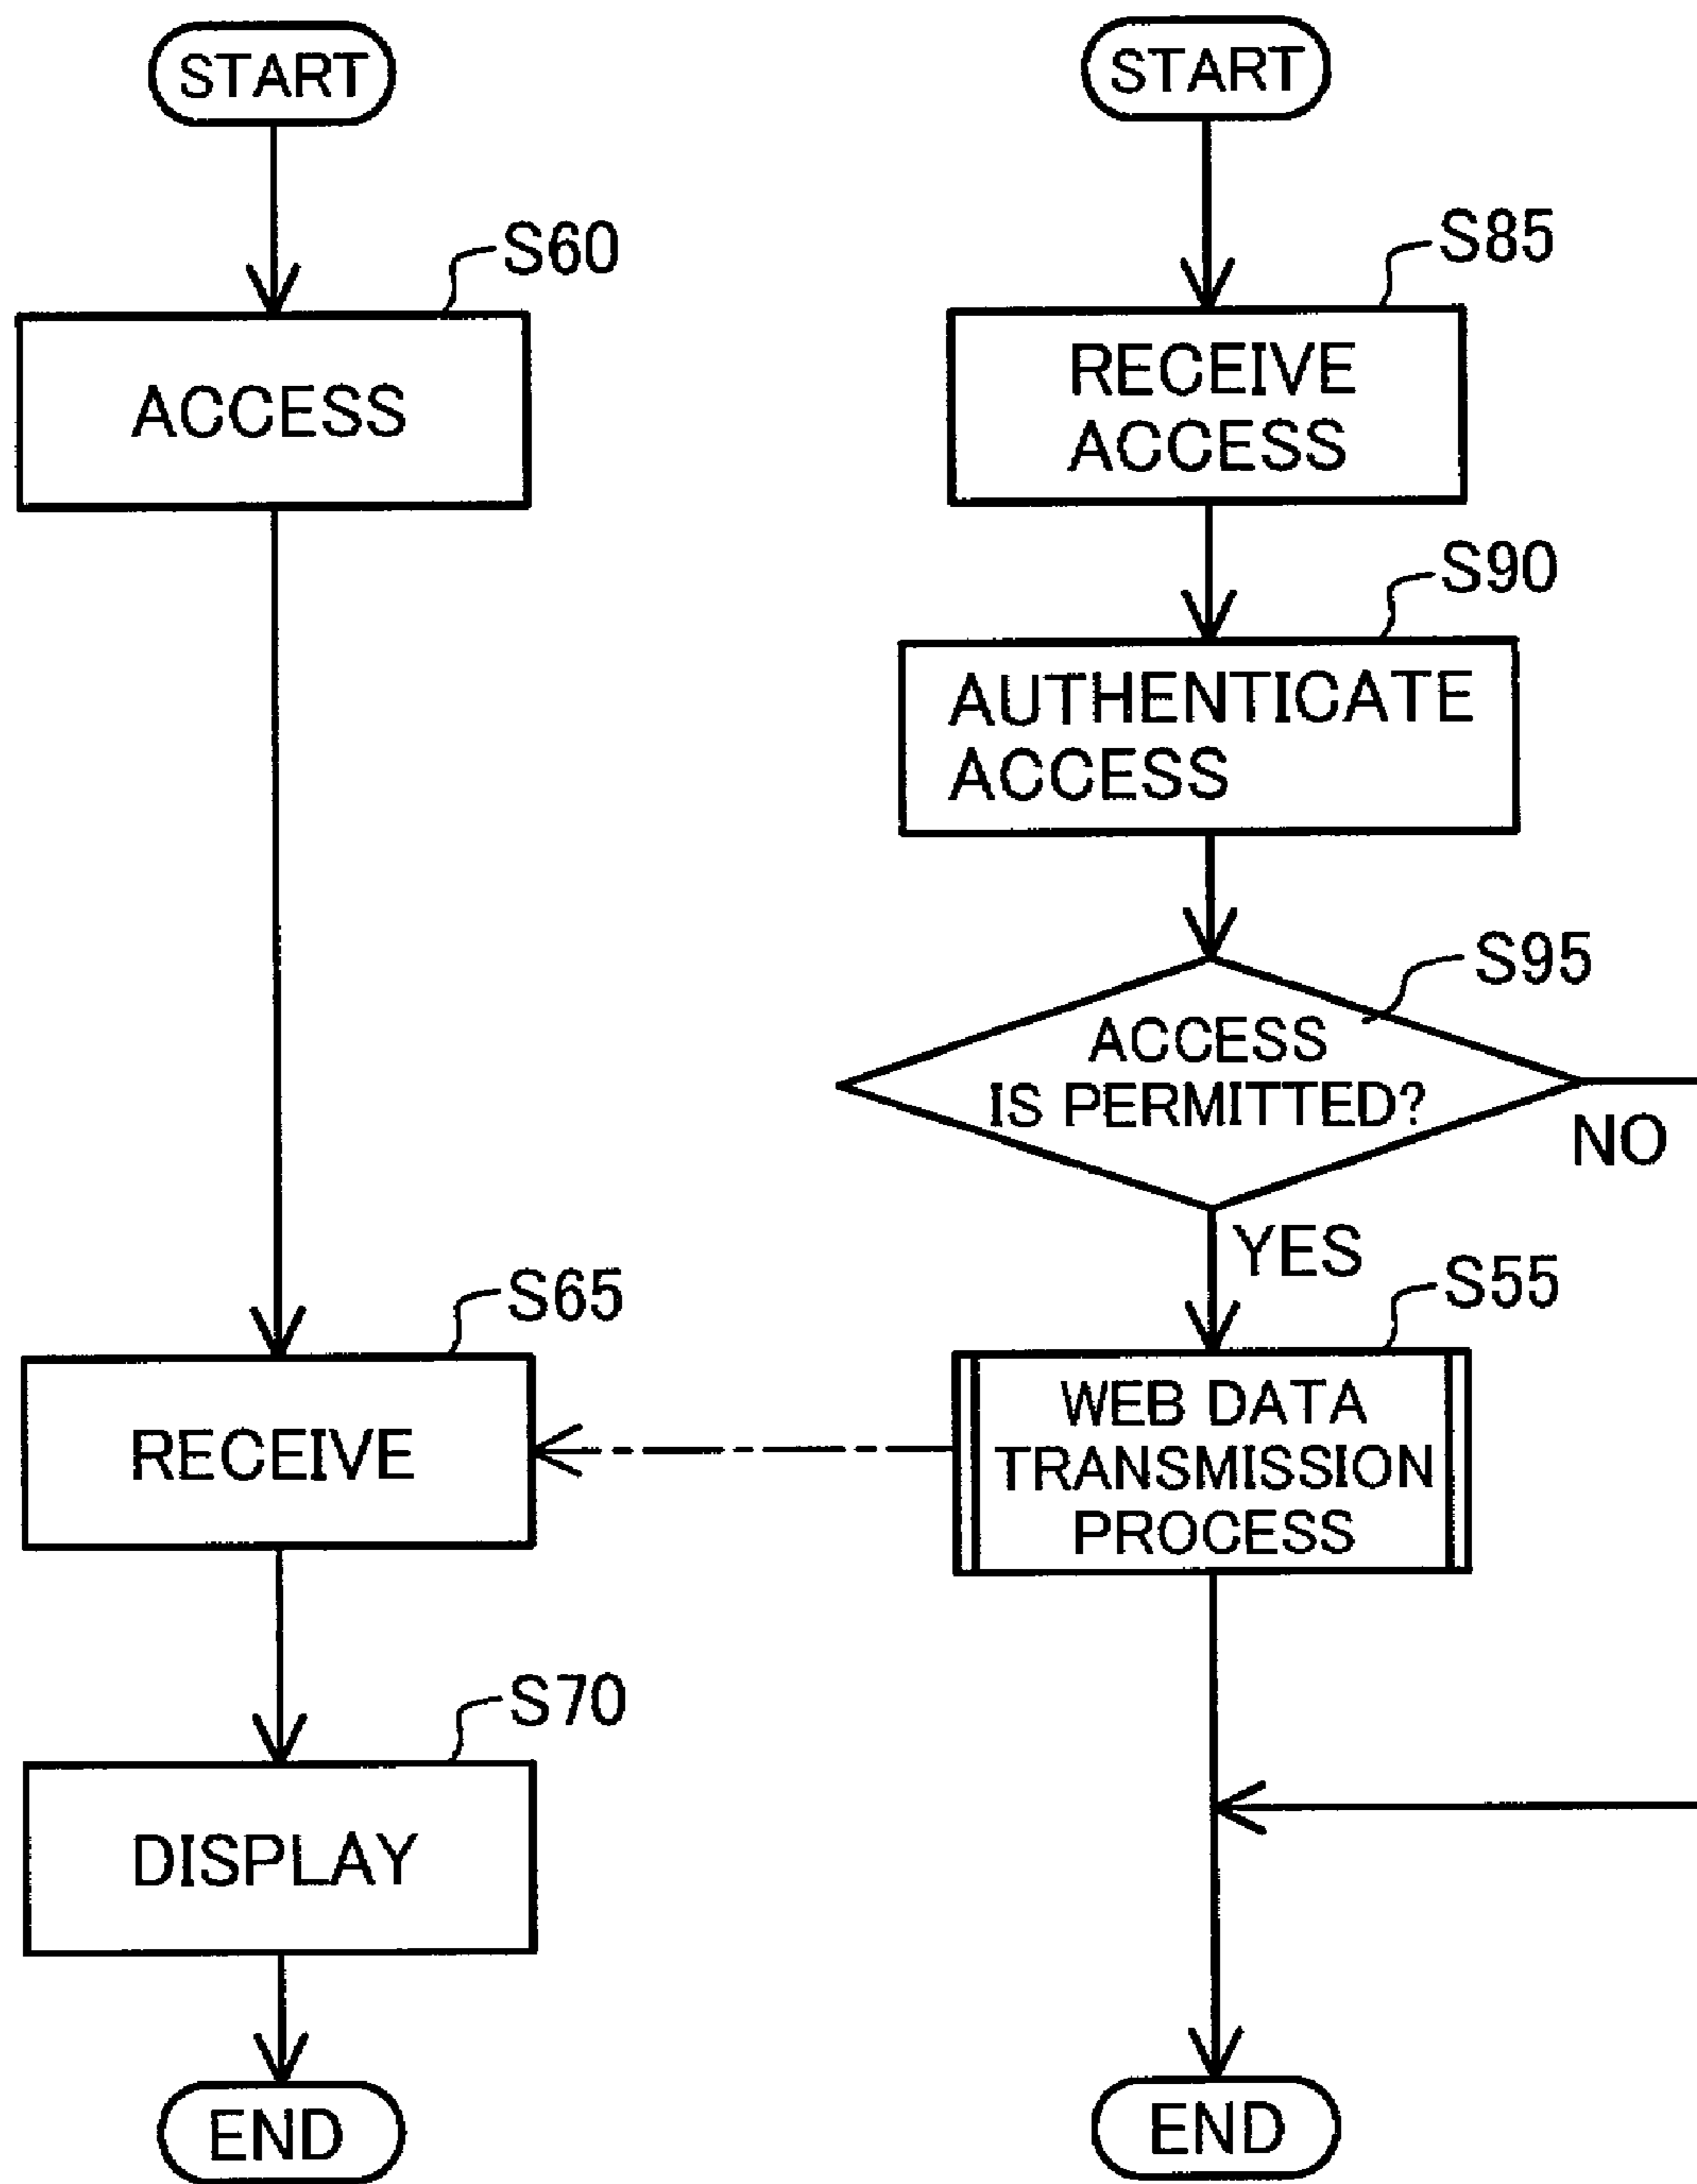 START
S60
ACCESS
S65
RECEIVE
S70
DISPLAY
END
START
S85
RECEIVE
ACCESS
S90
AUTHENTICATE
ACCESS
S95
ACCESS
IS PERMITTED?
NO
YES
S55
WEB DATA
TRANSMISSION
PROCESS
END